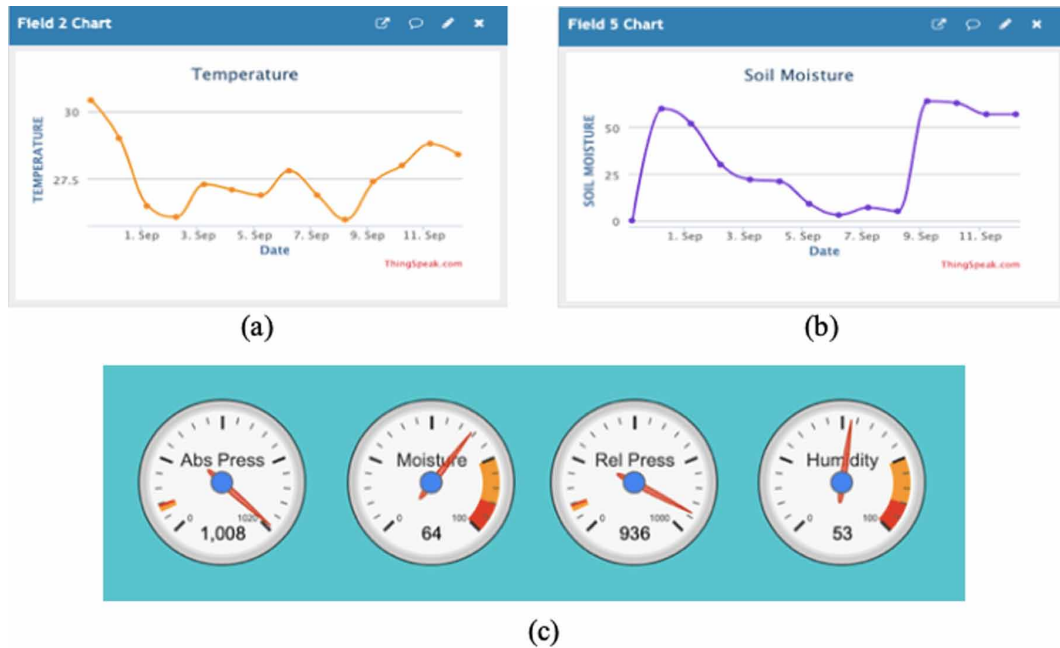 Field 2 Chart
Temperature
TEMPERATURE
30
27.5
1. Sep 3. Sep 5. Sep 7. Sep 9. Sep 11. Sep
Date
ThingSpeak.com
(a)
Field 5 Chart
Soil Moisture
SOIL MOISTURE
50
25
0
1. Sep 3. Sep 5. Sep 7. Sep 9. Sep 11. Sep
Date
ThingSpeak.com
(b)
Abs Press
0 1020
1,008
Moisture
0 100
64
Rel Press
0 1000
936
Humidity
0 100
53
(c)